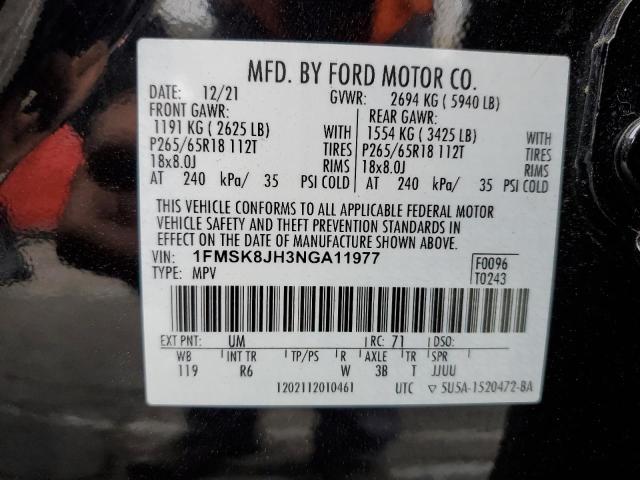 MFD. BY FORD MOTOR CO.
DATE: 12/21 GVWR: 2694 KG ( 5940 LB)
FRONT GAWR: REAR GAWR:
1191 KG ( 2625 LB) WITH 1554 KG ( 3425 LB) WITH
P265/65R18 112T TIRES P265/65R18 112T TIRES
18x8.0J RIMS 18x8.0J RIMS
AT 240 kPa/ 35 PSI COLD AT 240 kPa/ 35 PSI COLD
THIS VEHICLE CONFORMS TO ALL APPLICABLE FEDERAL MOTOR
VEHICLE SAFETY AND THEFT PREVENTION STANDARDS IN
EFFECT ON THE DATE OF MANUFACTURE SHOWN ABOVE.
VIN: 1FMSK8JH3NGA11977 F0096
TYPE: MPV T0243
EXT PNT: UM RC: 71 DSO:
WB INT TR TP/PS R AXLE TR SPR
119 R6 W 3B T JJUU
1202112010461 UTC ▽ 5U5A-1520472-BA